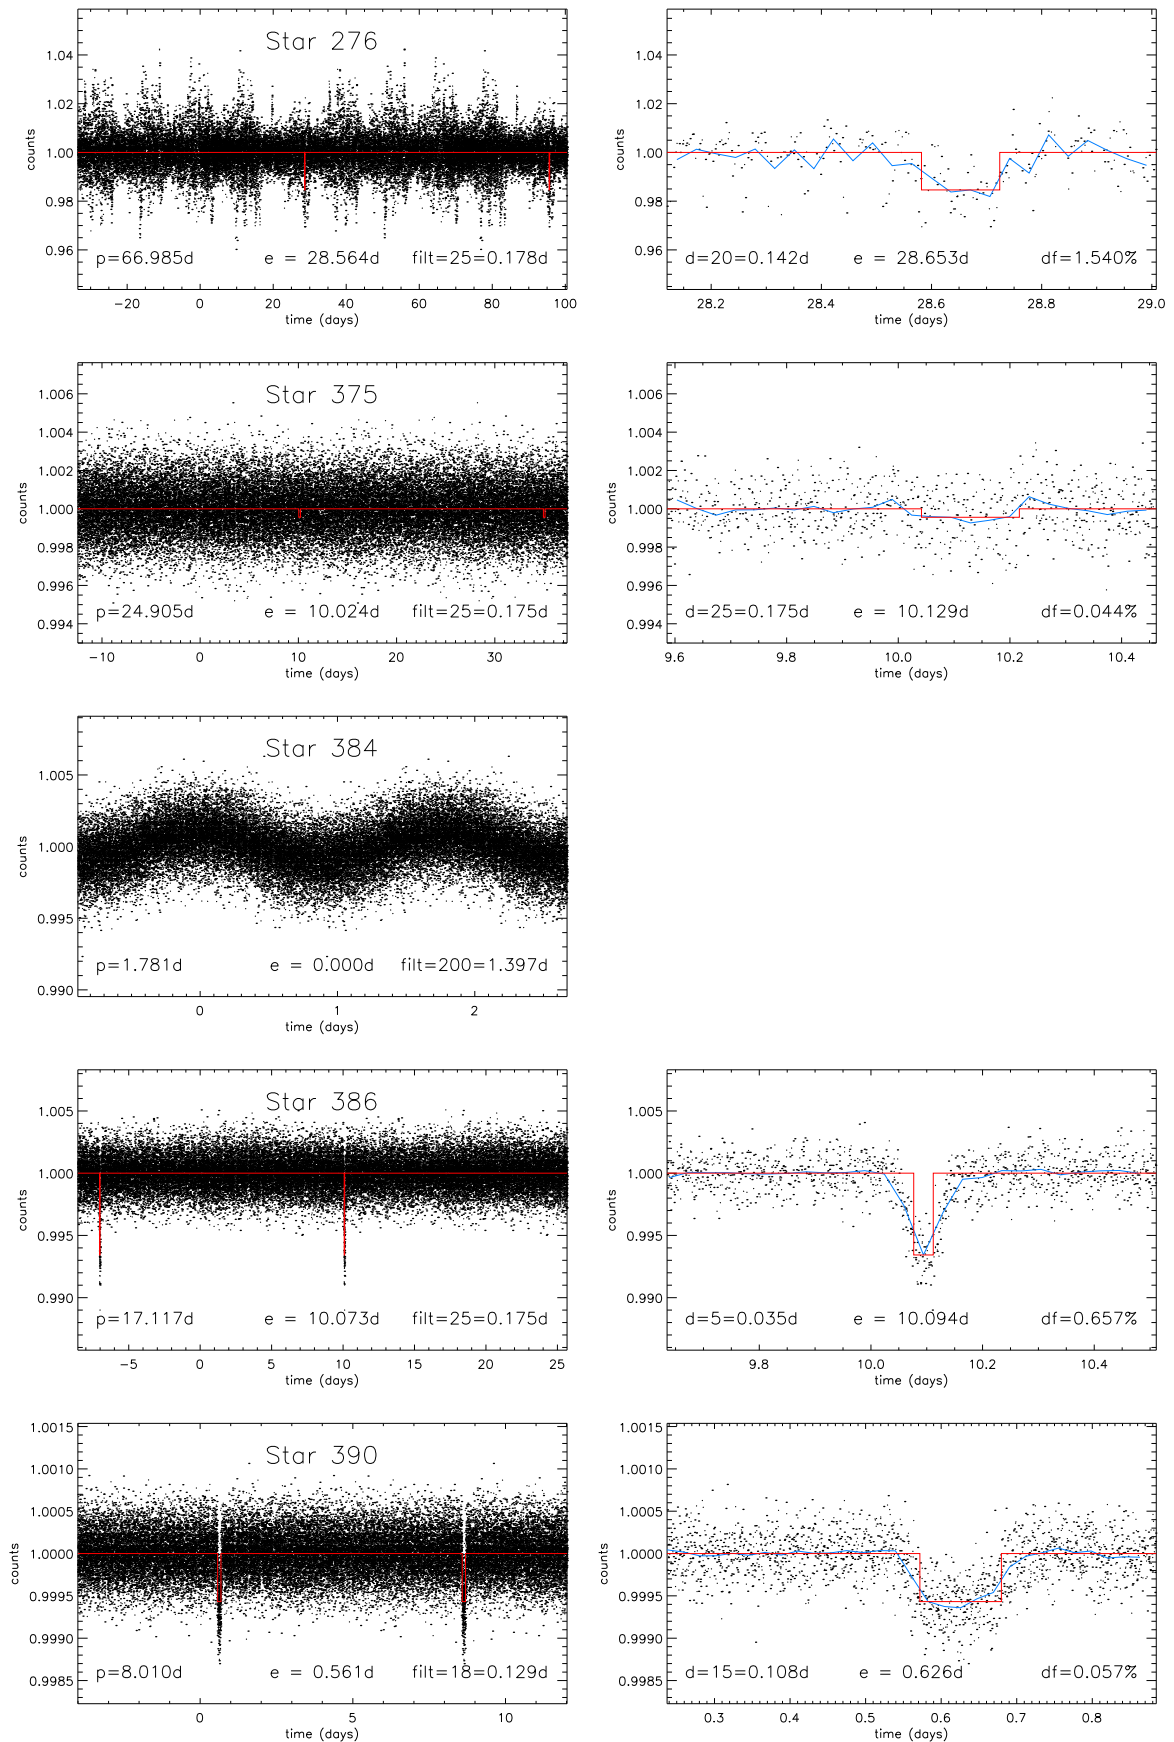 Star 276
counts
1.04
1.02
1.00
0.98
0.96
p=66.985d e = 28.564d filt=25=0.178d
−20 0 20 40 60 80 100
time (days)
counts
1.04
1.02
1.00
0.98
0.96
d=20=0.142d e = 28.653d df=1.540%
28.2 28.4 28.6 28.8 29.0
time (days)
Star 375
counts
1.006
1.004
1.002
1.000
0.998
0.996
0.994
p=24.905d e = 10.024d filt=25=0.175d
−10 0 10 20 30
time (days)
counts
1.006
1.004
1.002
1.000
0.998
0.996
0.994
d=25=0.175d e = 10.129d df=0.044%
9.6 9.8 10.0 10.2 10.4
time (days)
Star 384
counts
1.005
1.000
0.995
0.990
p=1.781d e = 0.000d filt=200=1.397d
0 1 2
time (days)
Star 386
counts
1.005
1.000
0.995
0.990
p=17.117d e = 10.073d filt=25=0.175d
−5 0 5 10 15 20 25
time (days)
counts
1.005
1.000
0.995
0.990
d=5=0.035d e = 10.094d df=0.657%
9.8 10.0 10.2 10.4
time (days)
Star 390
counts
1.0015
1.0010
1.0005
1.0000
0.9995
0.9990
0.9985
p=8.010d e = 0.561d filt=18=0.129d
0 5 10
time (days)
counts
1.0015
1.0010
1.0005
1.0000
0.9995
0.9990
0.9985
d=15=0.108d e = 0.626d df=0.057%
0.3 0.4 0.5 0.6 0.7 0.8
time (days)